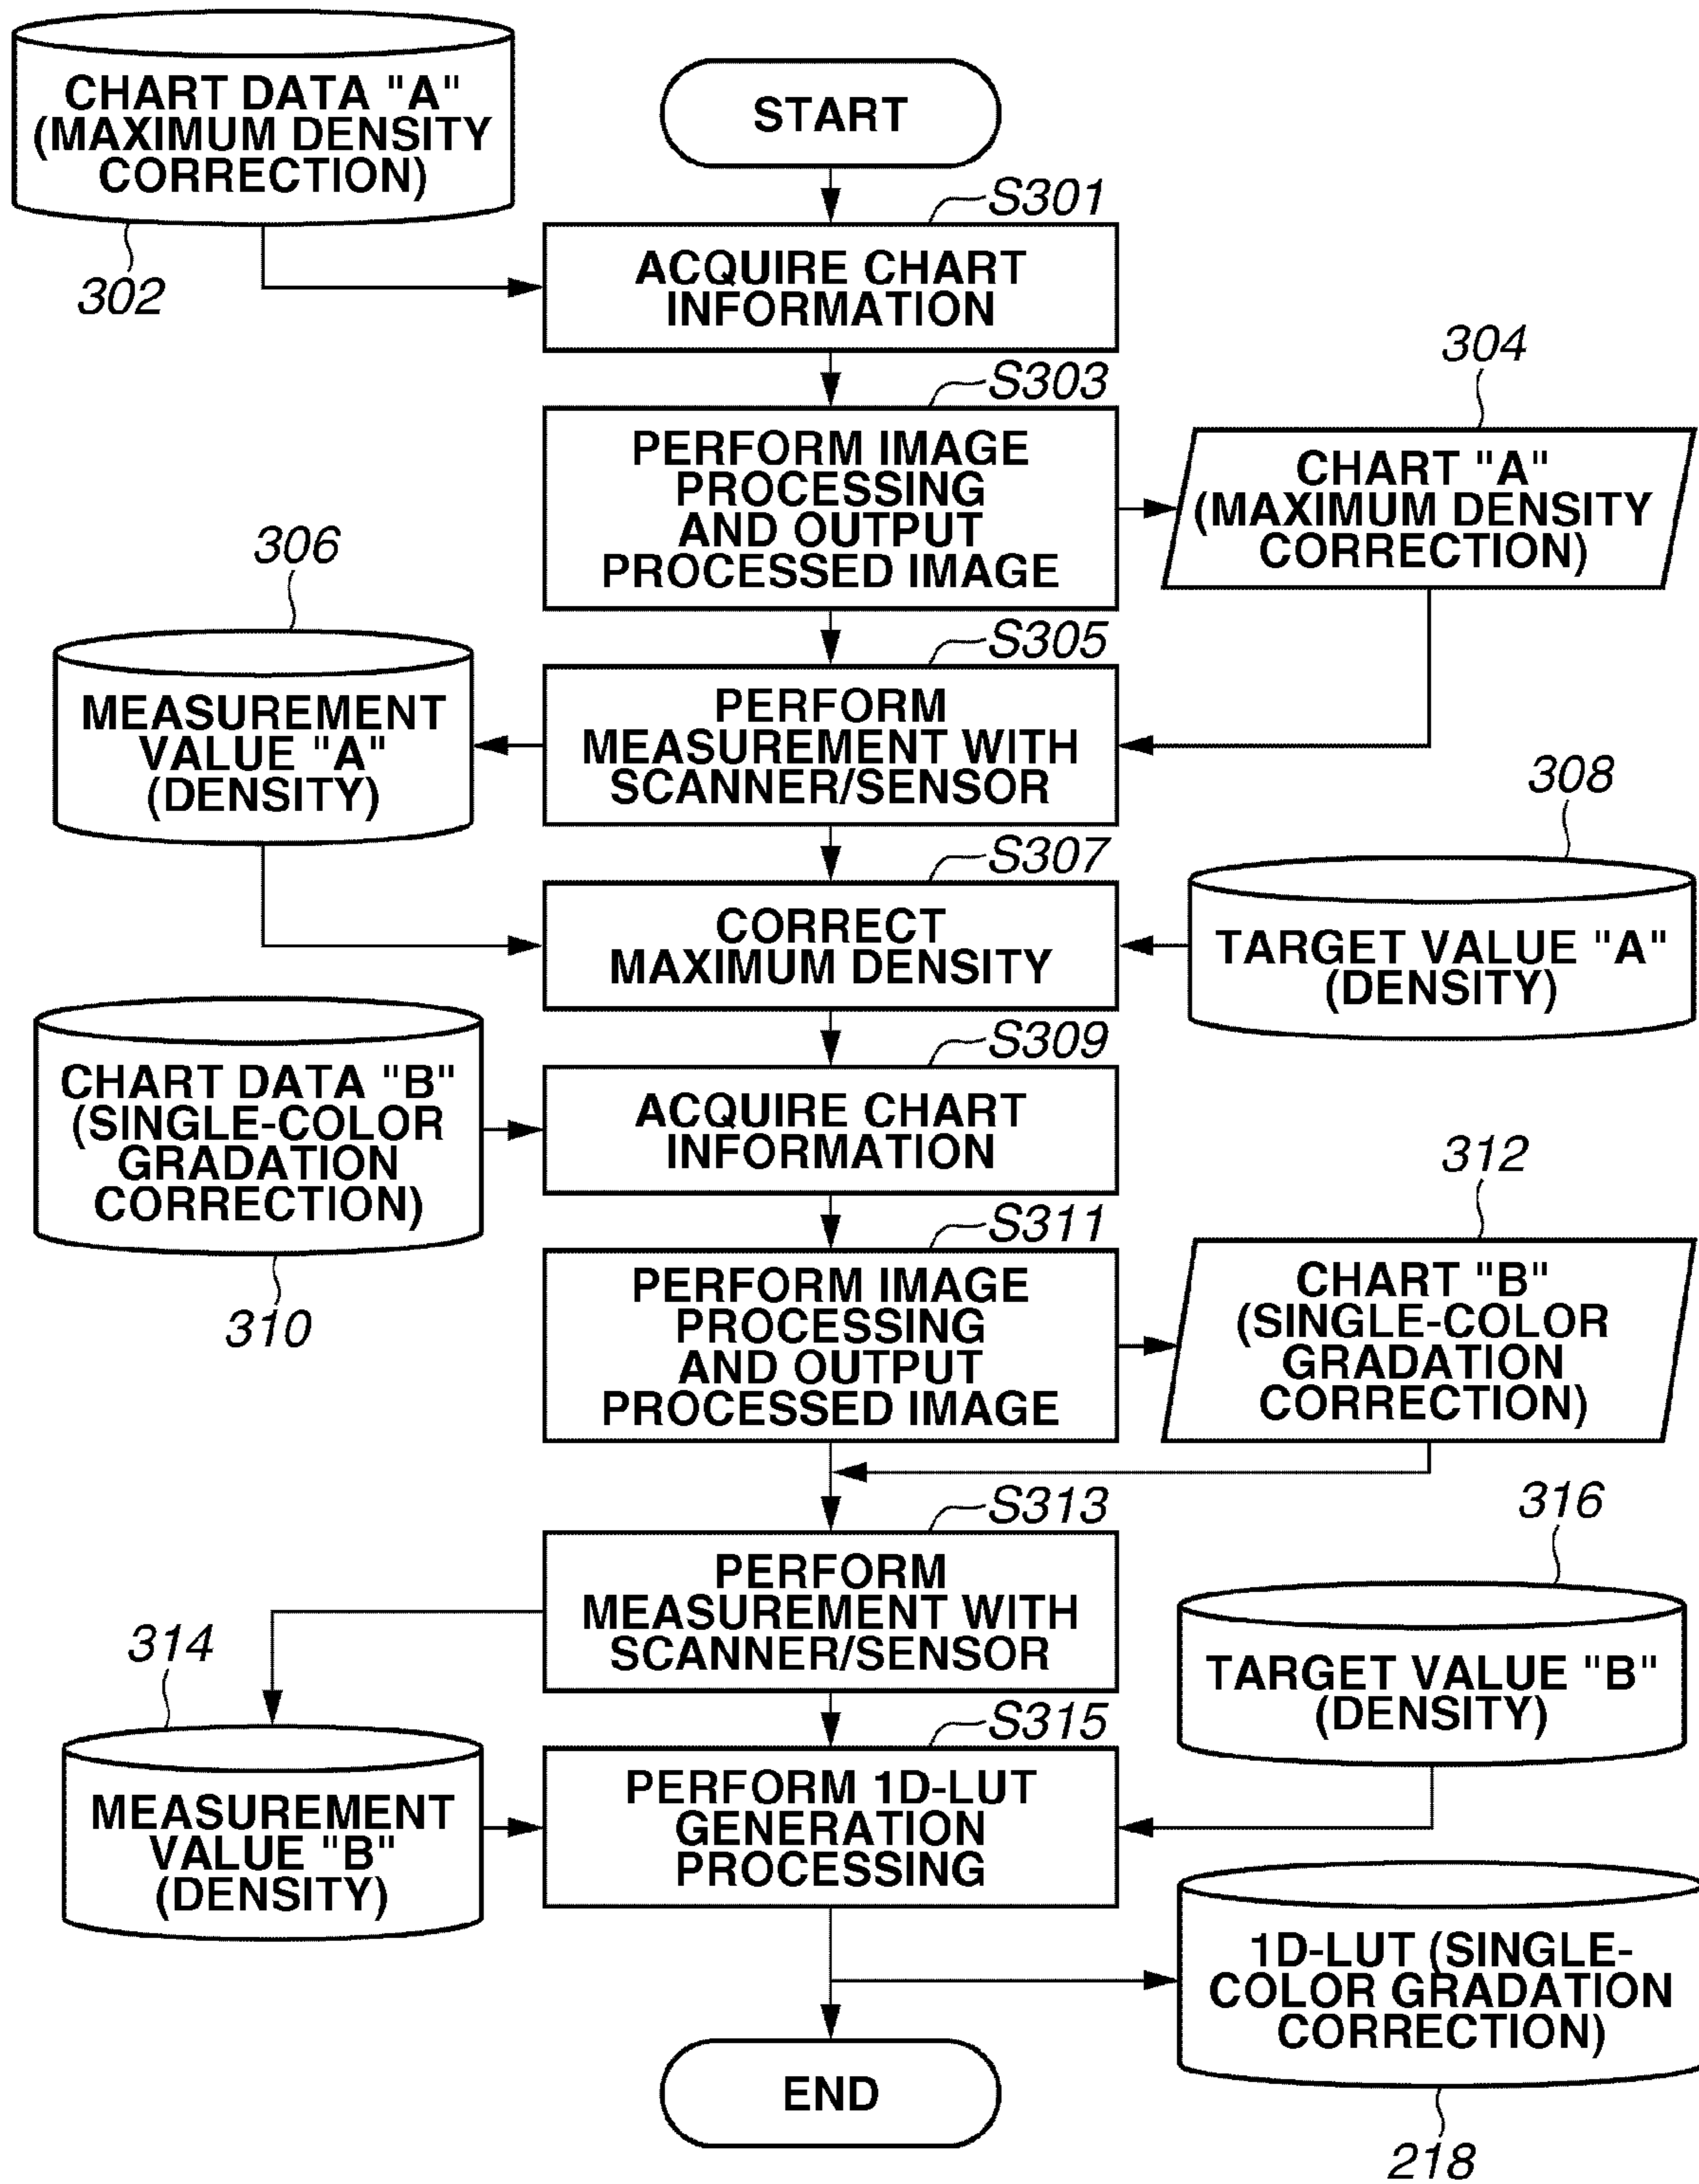 CHART DATA "A"
(MAXIMUM DENSITY
CORRECTION)
302
START
S301
ACQUIRE CHART
INFORMATION
S303
PERFORM IMAGE
PROCESSING
AND OUTPUT
PROCESSED IMAGE
304
CHART "A"
(MAXIMUM DENSITY
CORRECTION)
306
MEASUREMENT
VALUE "A"
(DENSITY)
S305
PERFORM
MEASUREMENT WITH
SCANNER/SENSOR
308
TARGET VALUE "A"
(DENSITY)
S307
CORRECT
MAXIMUM DENSITY
CHART DATA "B"
(SINGLE-COLOR
GRADATION
CORRECTION)
310
S309
ACQUIRE CHART
INFORMATION
S311
PERFORM IMAGE
PROCESSING
AND OUTPUT
PROCESSED IMAGE
312
CHART "B"
(SINGLE-COLOR
GRADATION
CORRECTION)
S313
PERFORM
MEASUREMENT WITH
SCANNER/SENSOR
316
TARGET VALUE "B"
(DENSITY)
314
MEASUREMENT
VALUE "B"
(DENSITY)
S315
PERFORM 1D-LUT
GENERATION
PROCESSING
1D-LUT (SINGLE-
COLOR GRADATION
CORRECTION)
218
END